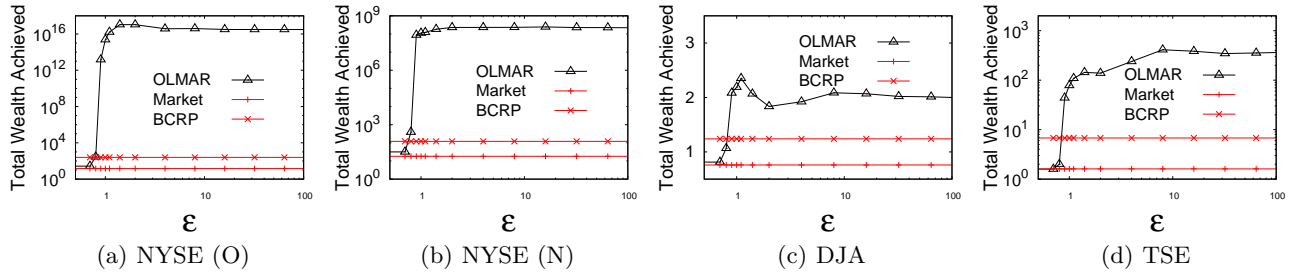 Total Wealth Achieved
10^16
10^12
10^8
10^4
10^0
OLMAR
Market
BCRP
1
10
100
ε
(a) NYSE (O)
Total Wealth Achieved
10^9
10^6
10^3
10^0
OLMAR
Market
BCRP
1
10
100
ε
(b) NYSE (N)
Total Wealth Achieved
3
2
1
OLMAR
Market
BCRP
1
10
100
ε
(c) DJA
Total Wealth Achieved
10^3
10^2
10^1
10^0
OLMAR
Market
BCRP
1
10
100
ε
(d) TSE